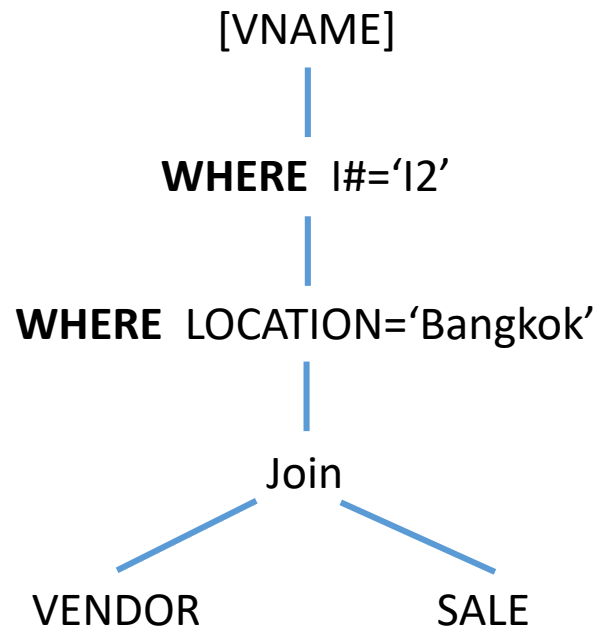 [VNAME]
WHERE I#=‘I2’
WHERE LOCATION=‘Bangkok’
Join
VENDOR SALE